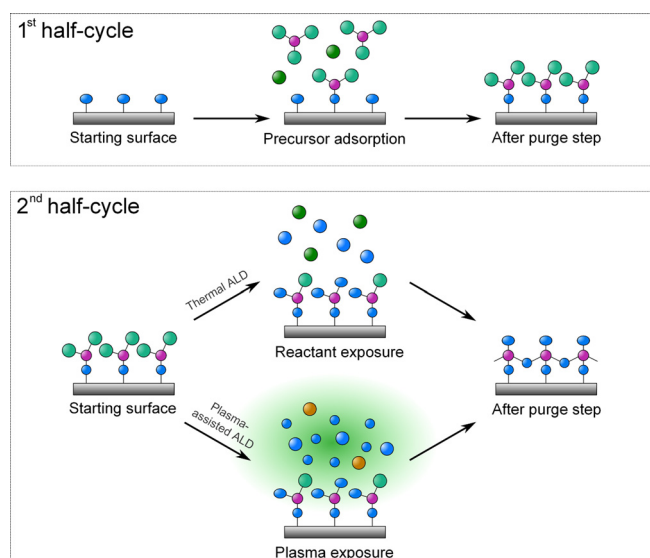 1st half-cycle
Starting surface
Precursor adsorption
After purge step
2nd half-cycle
Thermal ALD
Reactant exposure
Starting surface
After purge step
Plasma-
assisted ALD
Plasma exposure